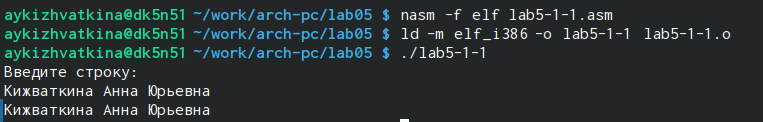 aykizhvatkina@dk5n51 ~/work/arch-pc/lab05 $ nasm -f elf lab5-1-1.asm
aykizhvatkina@dk5n51 ~/work/arch-pc/lab05 $ ld -m elf_i386 -o lab5-1-1 lab5-1-1.o
aykizhvatkina@dk5n51 ~/work/arch-pc/lab05 $ ./lab5-1-1
Введите строку:
Кижваткина Анна Юрьевна
Кижваткина Анна Юрьевна